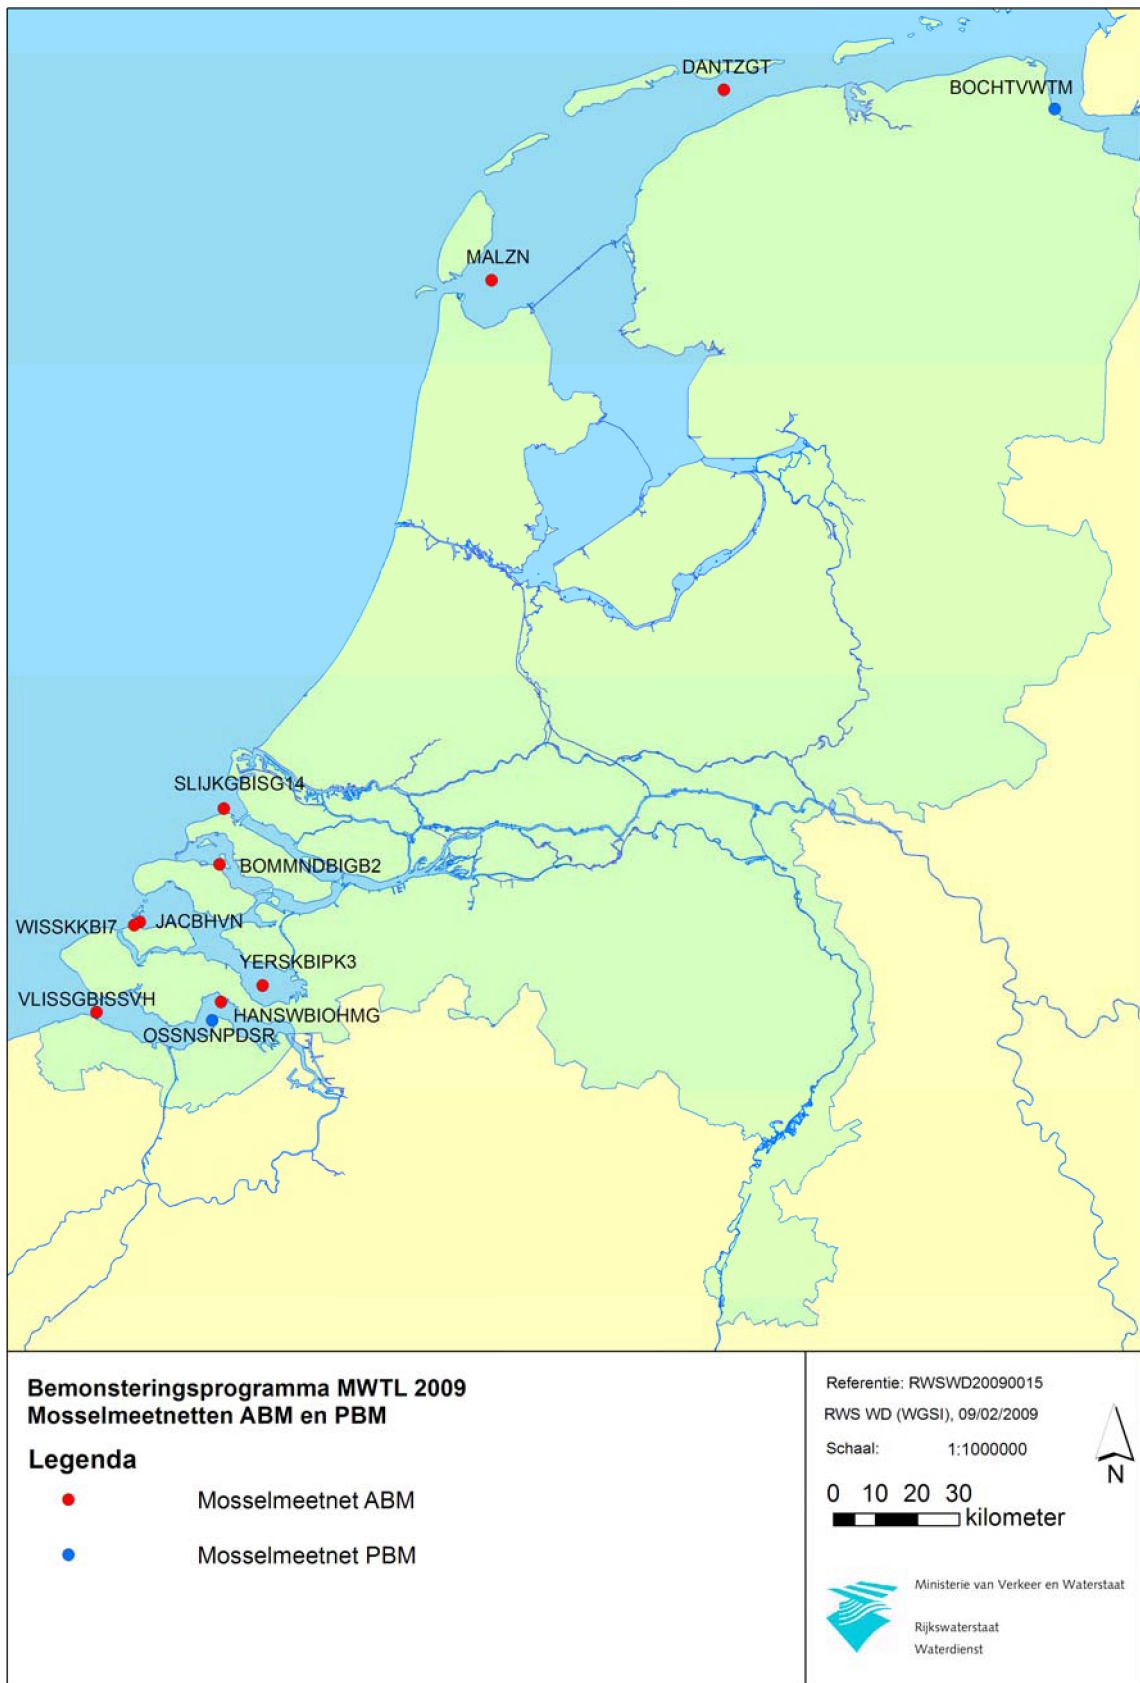 DANTZGT
BOCHTVWTM
MALZN
SLIJKGBISG14
BOMMNDBIGB2
WISSKKBI7
JACBHVN
YERSKBIPK3
VLISSGBISSVH
HANSWBIOHMG
OSSNSNPDSR
Bemonsteringsprogramma MWTL 2009
Mosselmeetnetten ABM en PBM
Legenda
Mosselmeetnet ABM
Mosselmeetnet PBM
Referentie: RWSWD20090015
RWS WD (WGSI), 09/02/2009
Schaal: 1:1000000
N
0 10 20 30
kilometer
Ministerie van Verkeer en Waterstaat
Rijkswaterstaat
Waterdienst